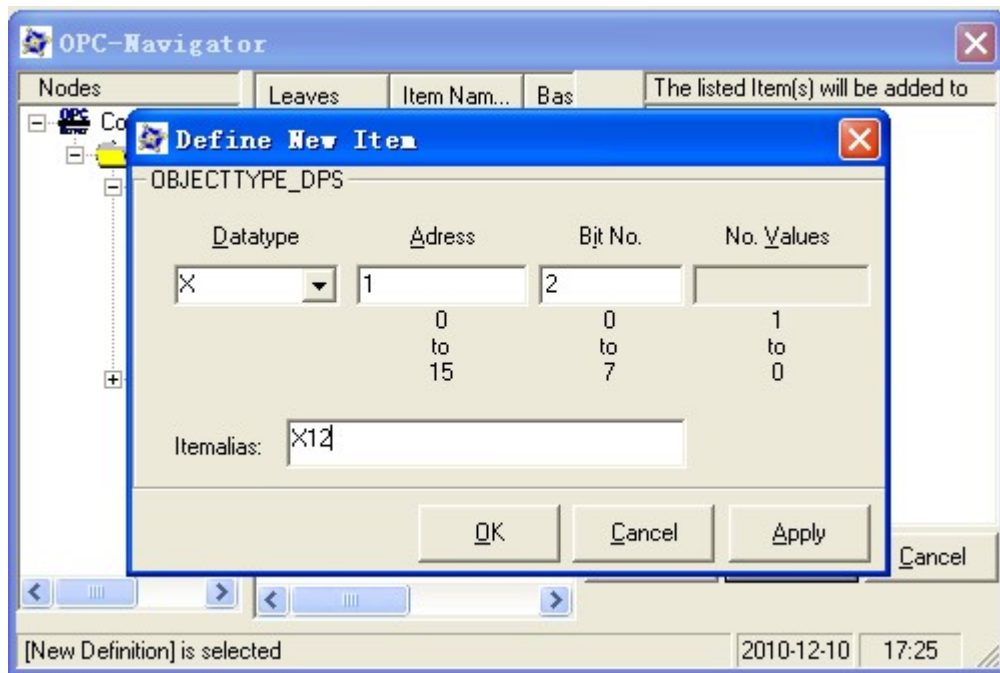 OPC-Navigator
Nodes
Leaves
Item Nam...
Bas
The listed Item(s) will be added to
OPC
Co
Define New Item
OBJECTTYPE_DPS
Datatype
Adress
Bit No.
No. Values
X
1
2
0
to
15
0
to
7
1
to
0
Itemalias:
X12
OK
Cancel
Apply
Cancel
[New Definition] is selected
2010-12-10
17:25